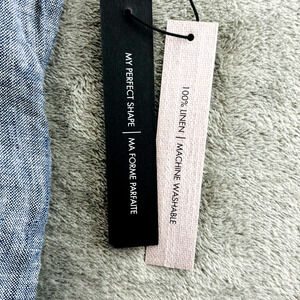 MY PERFECT SHAPE | MA FORME PARFAITE
100% LINEN | MACHINE WASHABLE